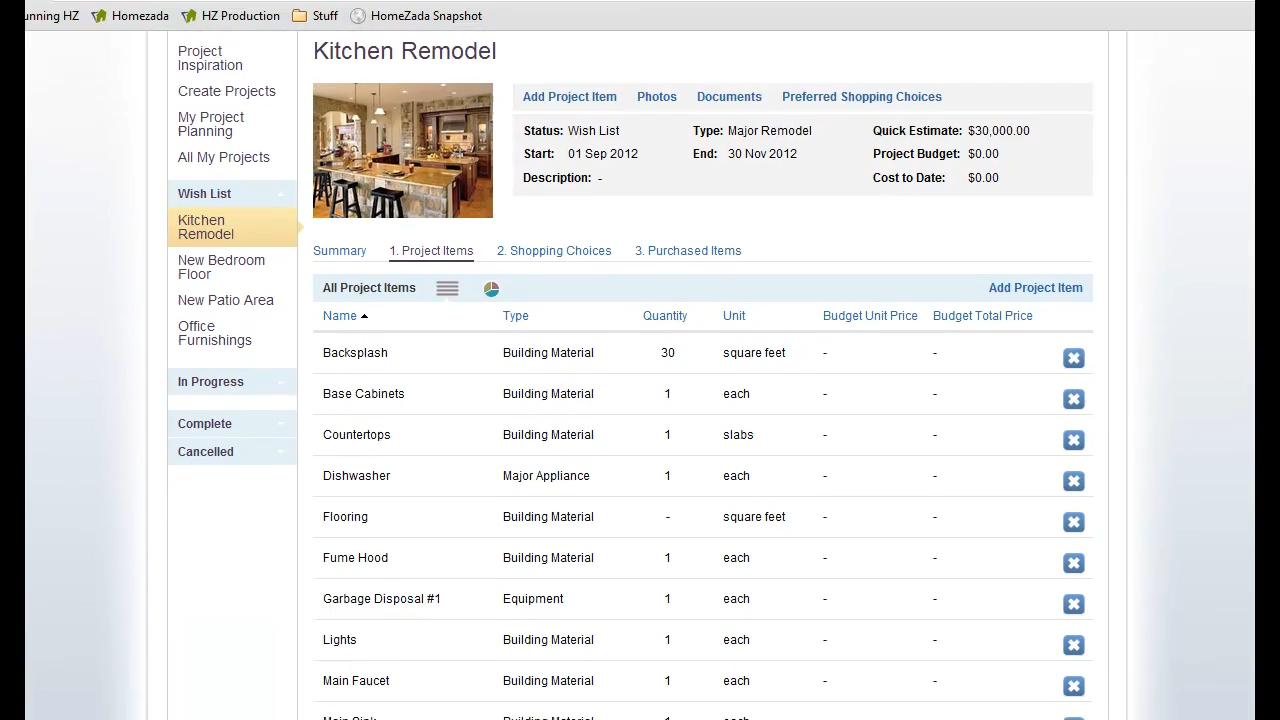 unning HZ Homezada HZ Production Stuff HomeZada Snapshot
Project
Inspiration
Create Projects
My Project
Planning
All My Projects
Wish List
Kitchen
Remodel
New Bedroom
Floor
New Patio Area
Office
Furnishings
In Progress
Complete
Cancelled
Kitchen Remodel
Add Project Item Photos Documents Preferred Shopping Choices
Status: Wish List Type: Major Remodel Quick Estimate: $30,000.00
Start: 01 Sep 2012 End: 30 Nov 2012 Project Budget: $0.00
Description: - Cost to Date: $0.00
Summary 1. Project Items 2. Shopping Choices 3. Purchased Items
All Project Items Add Project Item
Name Type Quantity Unit Budget Unit Price Budget Total Price
Backsplash Building Material 30 square feet - -
Base Cabinets Building Material 1 each - -
Countertops Building Material 1 slabs - -
Dishwasher Major Appliance 1 each - -
Flooring Building Material - square feet - -
Fume Hood Building Material 1 each - -
Garbage Disposal #1 Equipment 1 each - -
Lights Building Material 1 each - -
Main Faucet Building Material 1 each - -
Main Sink Building Material 1 each